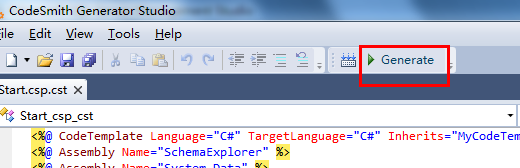 CodeSmith Generator Studio
File Edit View Tools Help
Generate
Start.csp.cst
Start_csp_cst
<%@ CodeTemplate Language="C#" TargetLanguage="C#" Inherits="MyCodeTem
<%@ Assembly Name="SchemaExplorer" %>
<%@ Assembly Name="System.Data" %>